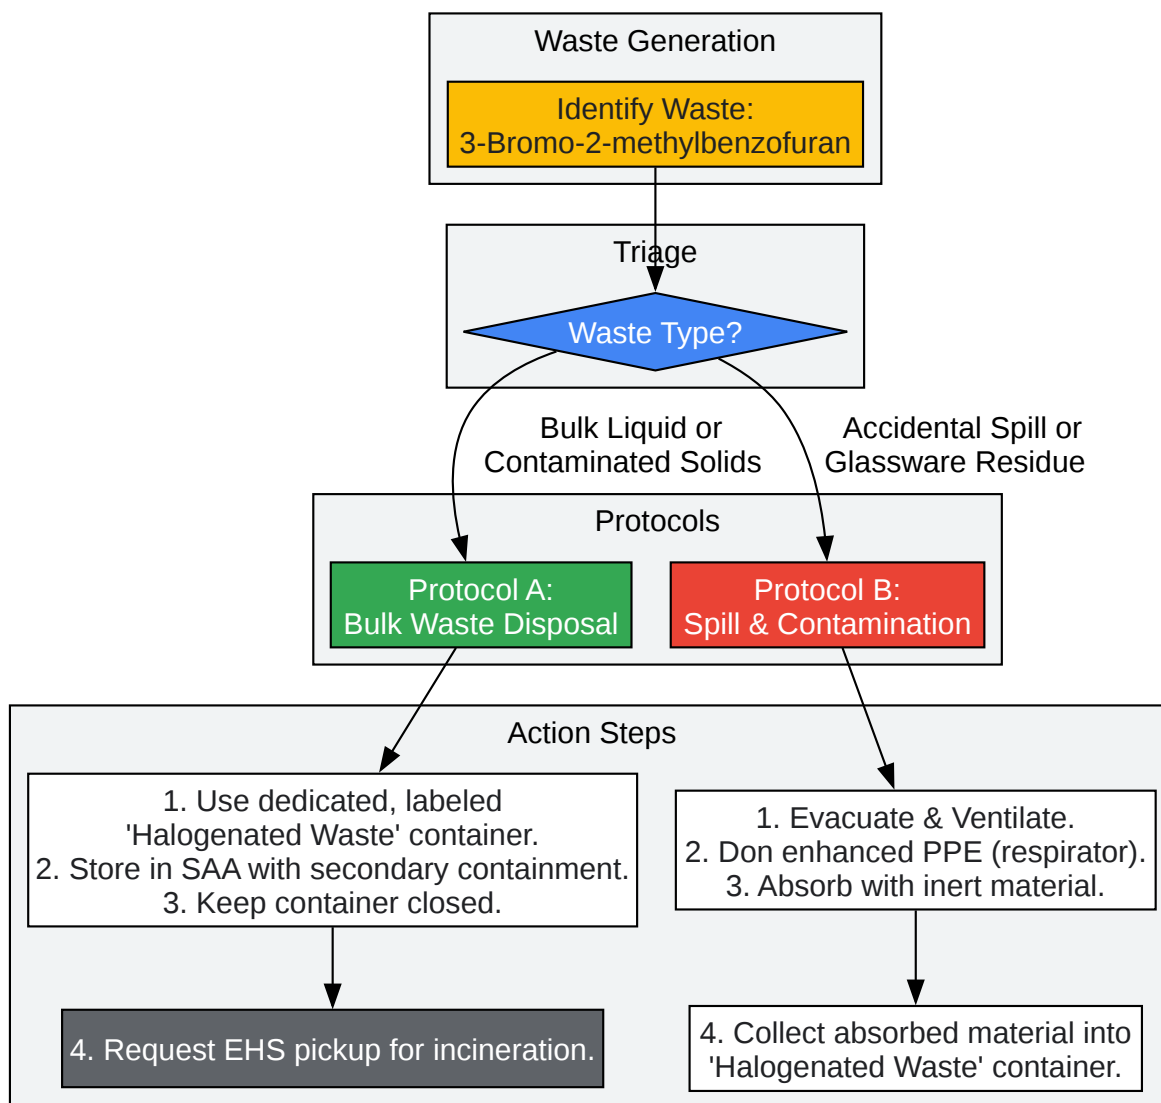 Waste Generation
Identify Waste:
3-Bromo-2-methylbenzofuran
Triage
Waste Type?
Bulk Liquid or
Contaminated Solids
Accidental Spill or
Glassware Residue
Protocols
Protocol A:
Bulk Waste Disposal
Protocol B:
Spill & Contamination
Action Steps
1. Use dedicated, labeled
'Halogenated Waste' container.
2. Store in SAA with secondary containment.
3. Keep container closed.
1. Evacuate & Ventilate.
2. Don enhanced PPE (respirator).
3. Absorb with inert material.
4. Request EHS pickup for incineration.
4. Collect absorbed material into
'Halogenated Waste' container.